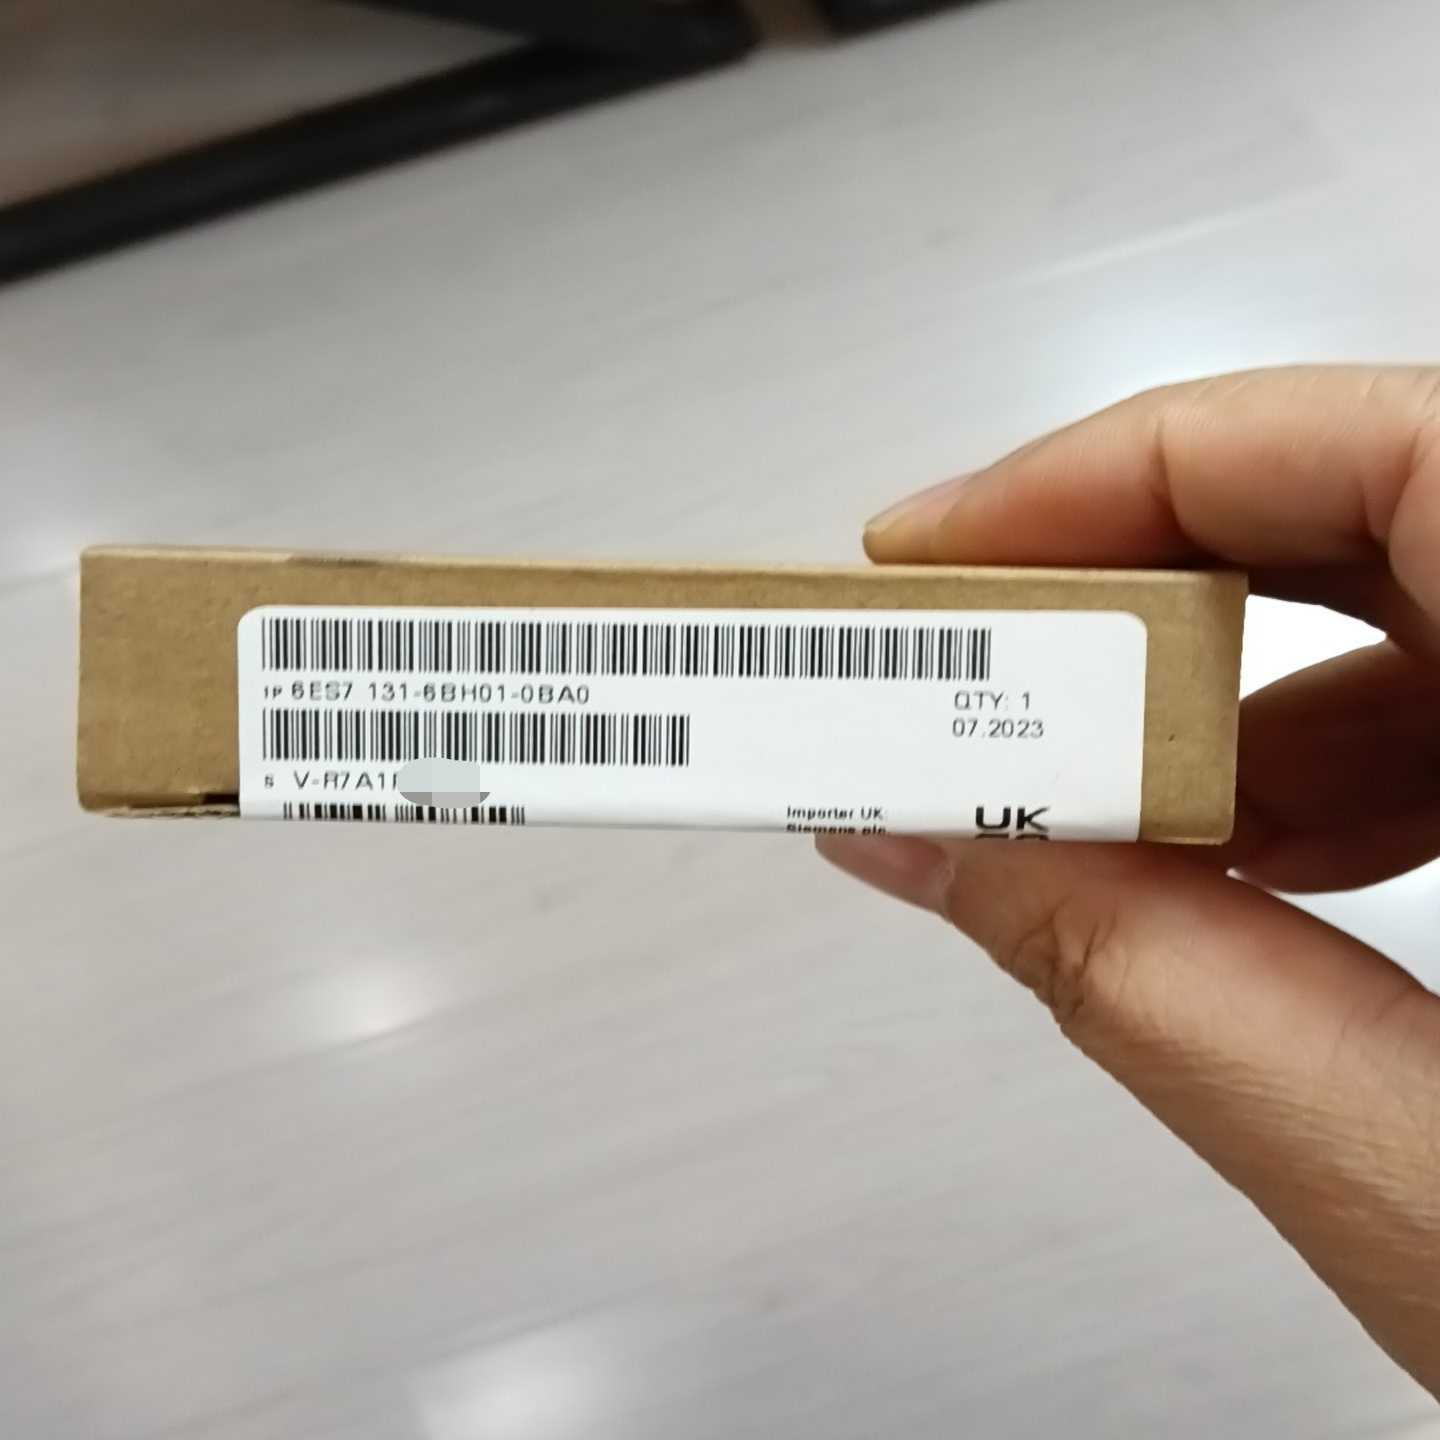 1P 6ES7 131-6BH01-0BA0
QTY: 1
07.2023
S V-R7A1
Importer UK:
Siemens plc.
UK